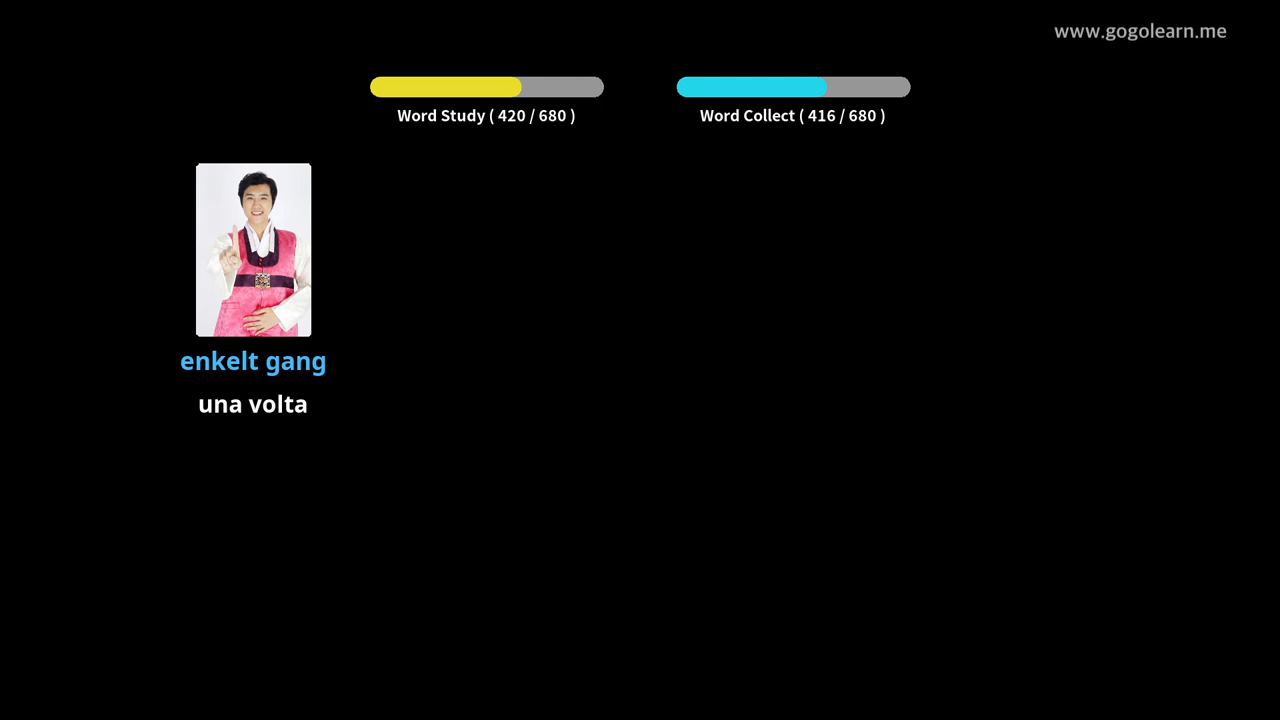 www.gogolearn.me
Word Study ( 420 / 680 )
Word Collect ( 416 / 680 )
enkelt gang
una volta